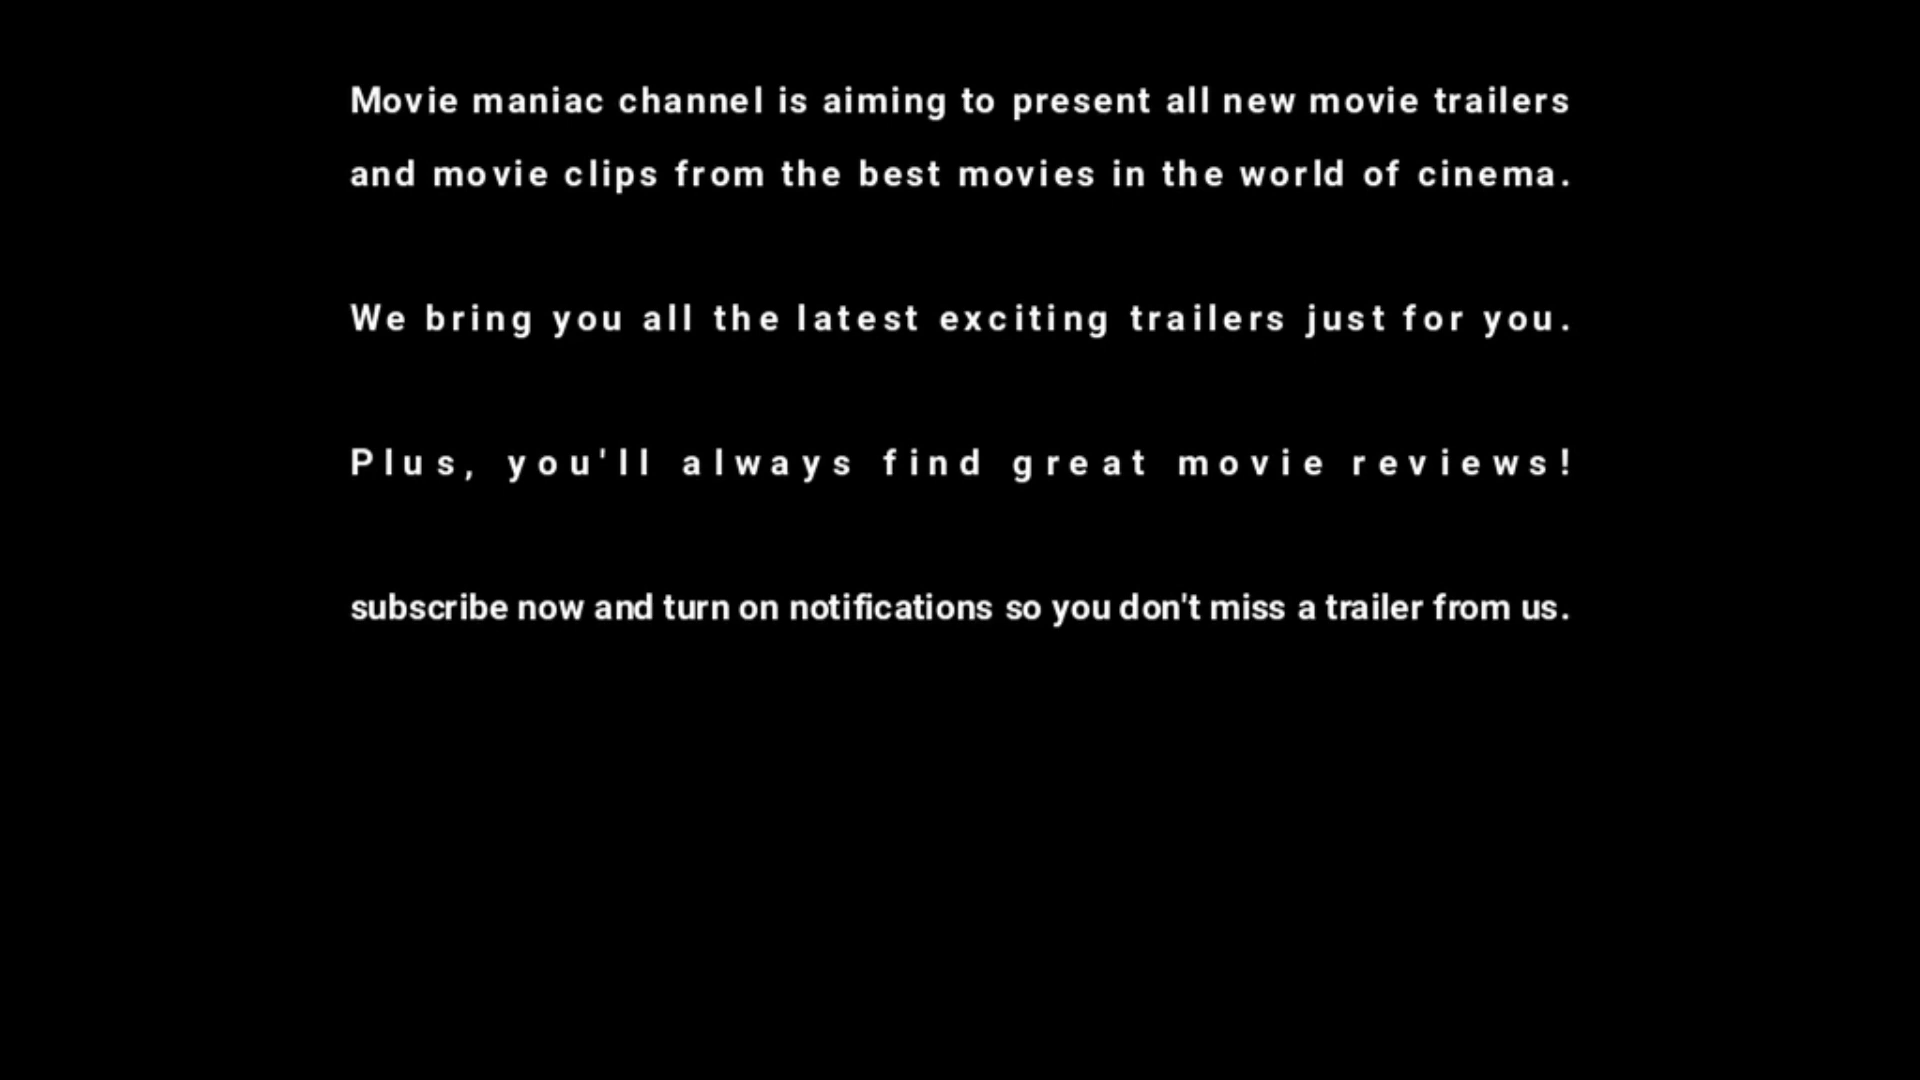 Movie maniac channel is aiming to present all new movie trailers
and movie clips from the best movies in the world of cinema.
We bring you all the latest exciting trailers just for you.
Plus, you'll always find great movie reviews!
subscribe now and turn on notifications so you don't miss a trailer from us.